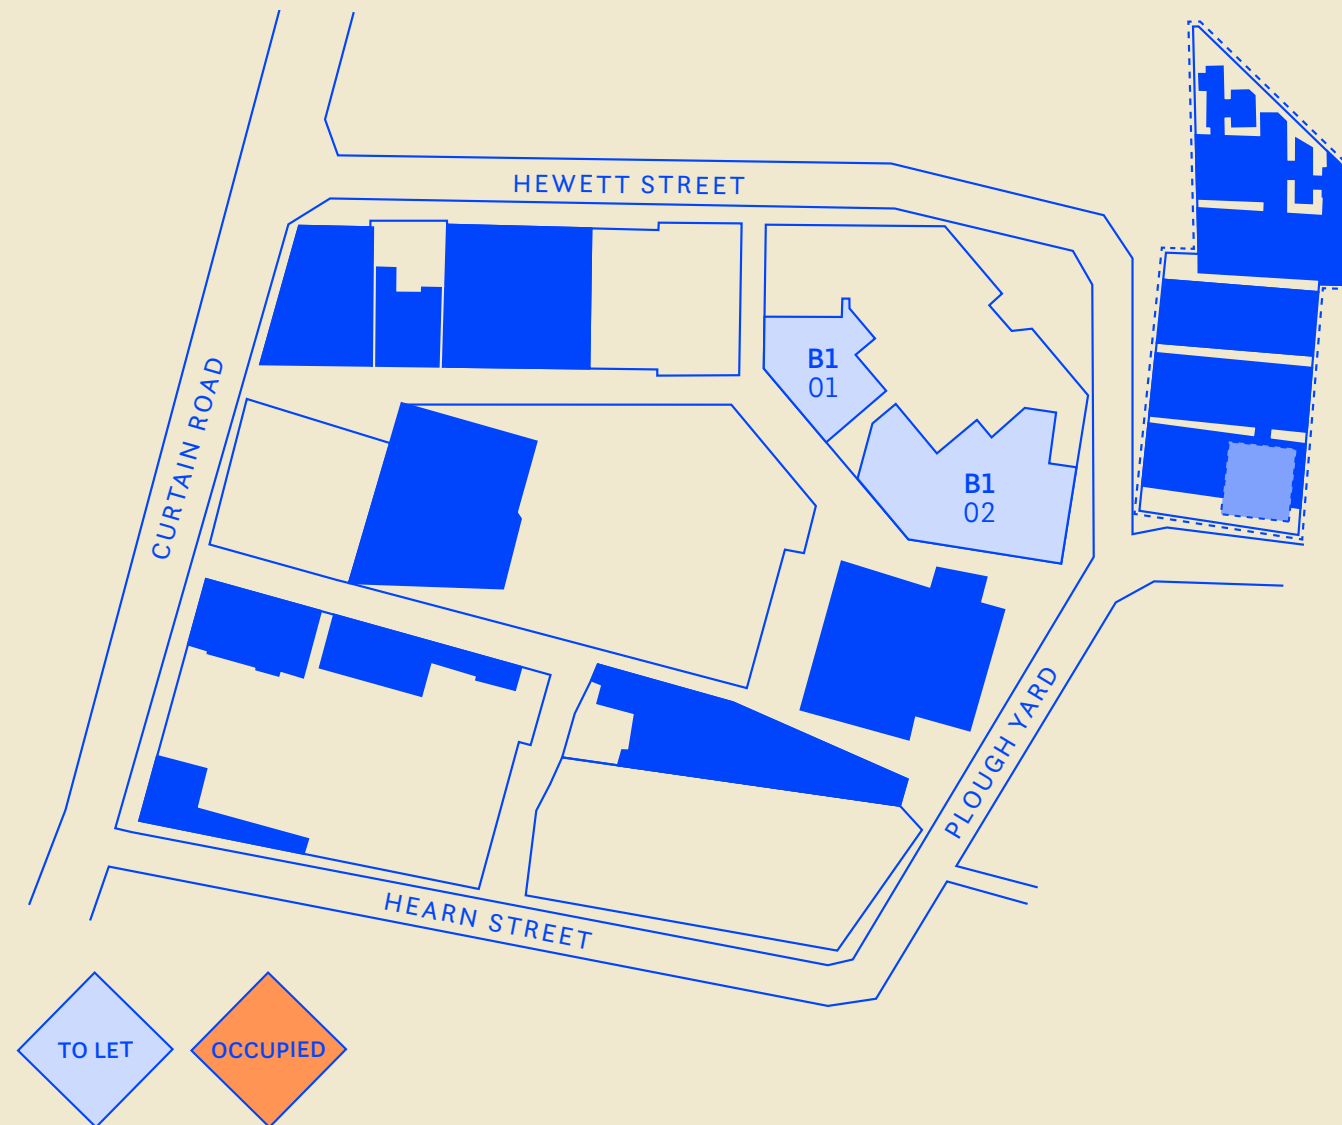 HEWETT STREET
CURTAIN ROAD
B1
01
B1
02
PLOUGH YARD
HEARN STREET
TO LET
OCCUPIED